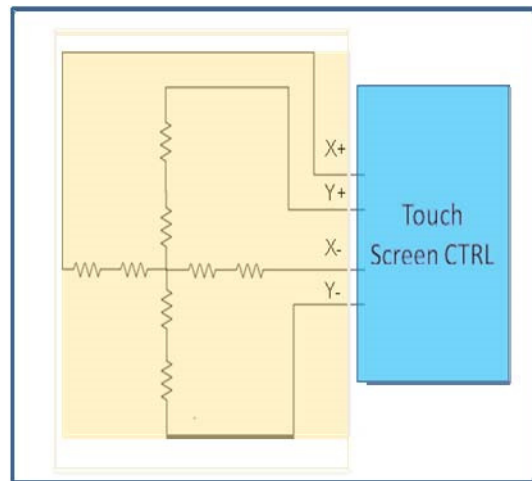 X+
Y+
X-
Y-
Touch
Screen CTRL